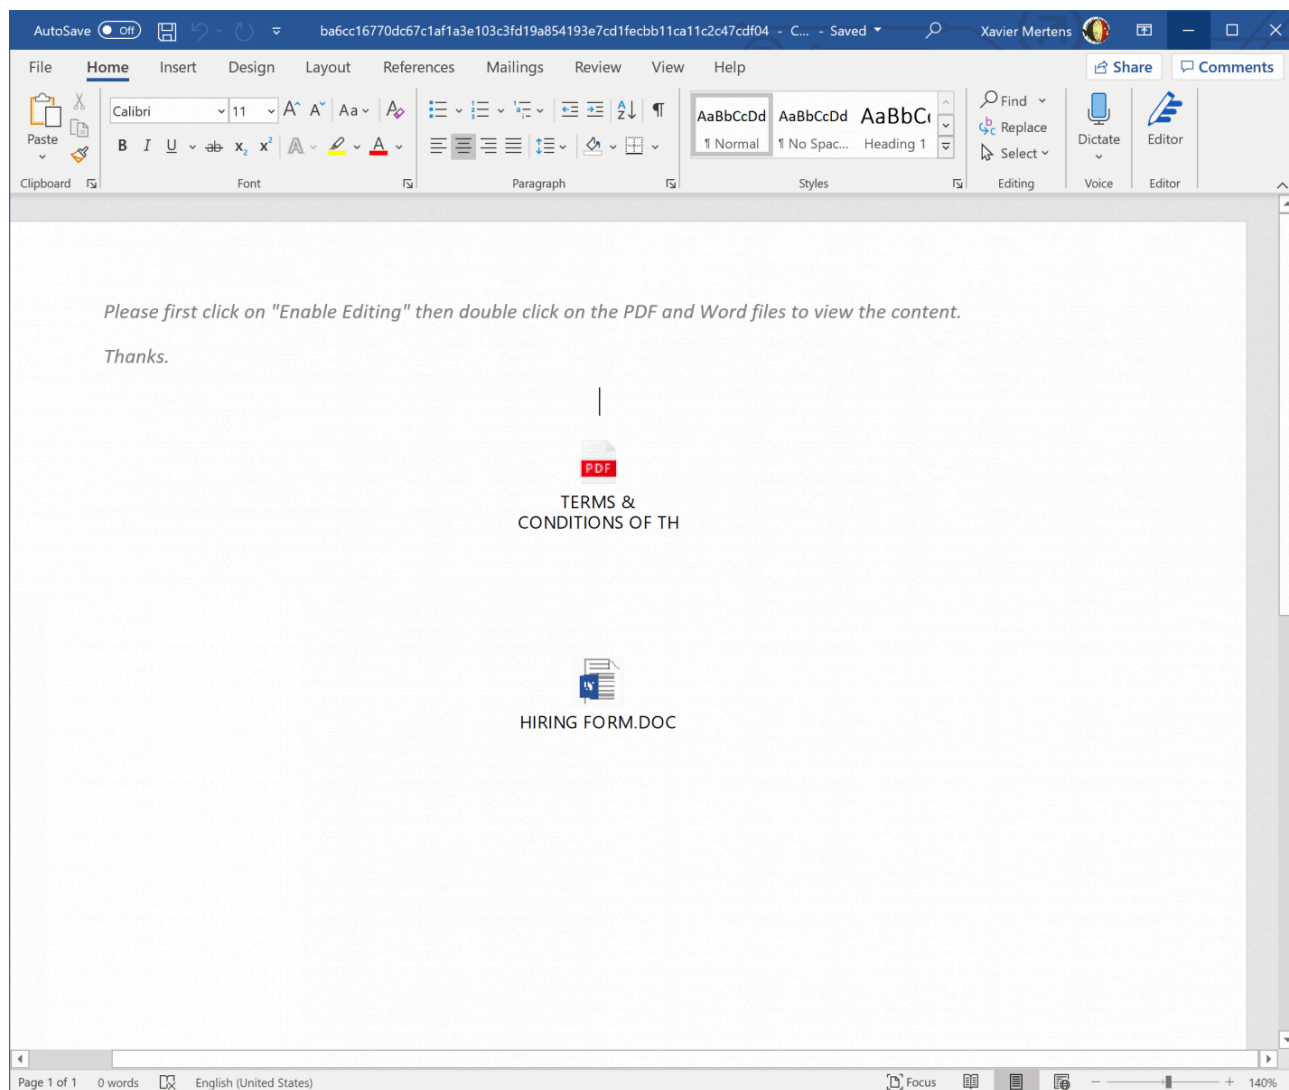 AutoSave Off ba6cc16770dc67c1af1a3e103c3fd19a854193e7cd1fecbb11ca11c2c47cdf04 - C... - Saved Xavier Mertens
File Home Insert Design Layout References Mailings Review View Help Share Comments
Paste
Calibri 11 A A Aa A
B I U ab x₂ x² A A
A Z
AaBbCcDd AaBbCcDd AaBbC
¶ Normal ¶ No Spac... Heading 1
Find
Replace
Select
Dictate
Editor
Clipboard Font Paragraph Styles Editing Voice Editor
Please first click on "Enable Editing" then double click on the PDF and Word files to view the content.
Thanks.
PDF
TERMS &
CONDITIONS OF TH
HIRING FORM.DOC
Page 1 of 1 0 words English (United States) Focus 140%